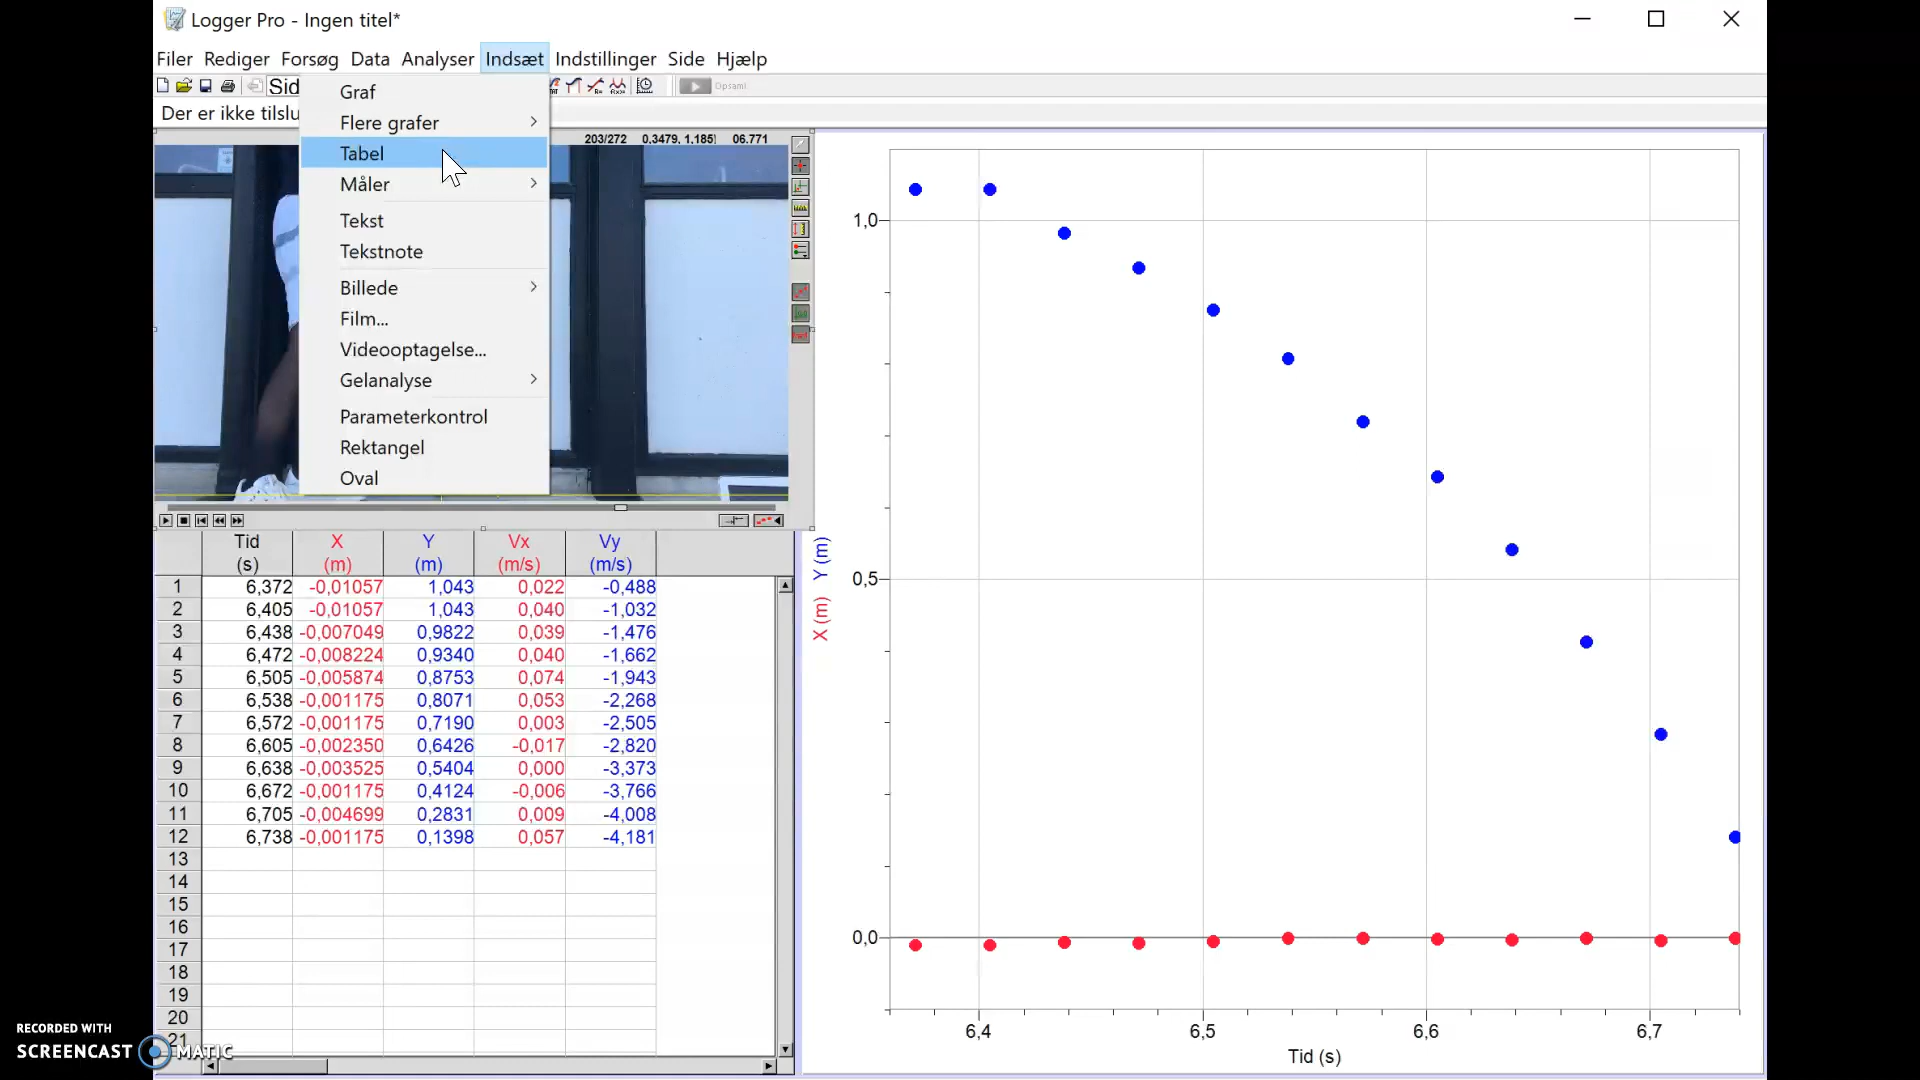 Logger Pro - Ingen titel*
Filer Rediger Forsøg Data Analyser Indsæt Indstillinger Side Hjælp
Sid
Opsaml
Der er ikke tilslu
Graf
Flere grafer
Tabel
Måler
Tekst
Tekstnote
Billede
Film...
Videooptagelse...
Gelanalyse
Parameterkontrol
Rektangel
Oval
203/272 0,3479, 1,185 06.771
Tid X Y Vx Vy
(s) (m) (m) (m/s) (m/s)
1 6,372 -0,01057 1,043 0,022 -0,488
2 6,405 -0,01057 1,043 0,040 -1,032
3 6,438 -0,007049 0,9822 0,039 -1,476
4 6,472 -0,008224 0,9340 0,040 -1,662
5 6,505 -0,005874 0,8753 0,074 -1,943
6 6,538 -0,001175 0,8071 0,053 -2,268
7 6,572 -0,001175 0,7190 0,003 -2,505
8 6,605 -0,002350 0,6426 -0,017 -2,820
9 6,638 -0,003525 0,5404 0,000 -3,373
10 6,672 -0,001175 0,4124 -0,006 -3,766
11 6,705 -0,004699 0,2831 0,009 -4,008
12 6,738 -0,001175 0,1398 0,057 -4,181
13
14
15
16
17
18
19
20
21
X (m) Y (m)
1,0
0,5
0,0
6,4 6,5 6,6 6,7
Tid (s)
RECORDED WITH
SCREENCAST MATIC